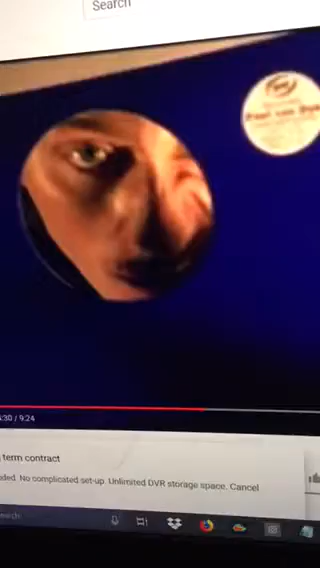 Search
Paul van Dyk
:30 / 9:24
term contract
ded. No complicated set-up. Unlimited DVR storage space. Cancel
search